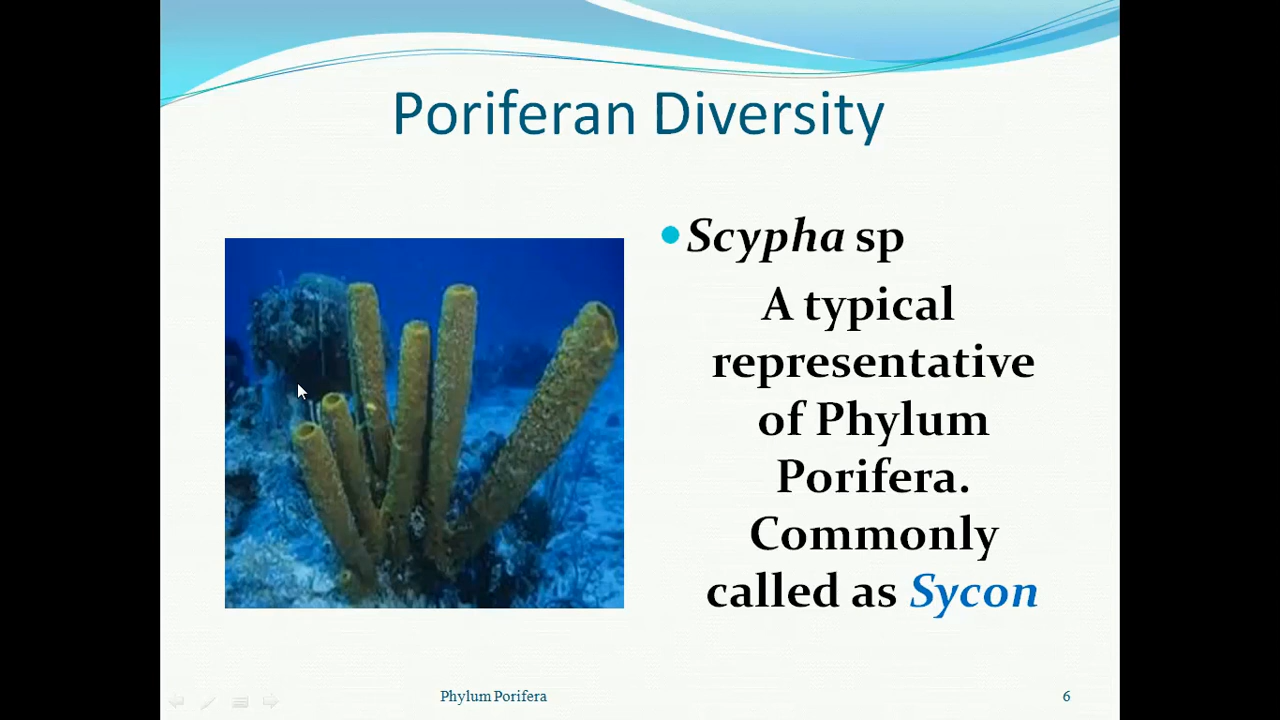 Poriferan Diversity
Scypha sp
A typical
representative
of Phylum
Porifera.
Commonly
called as Sycon
Phylum Porifera
6